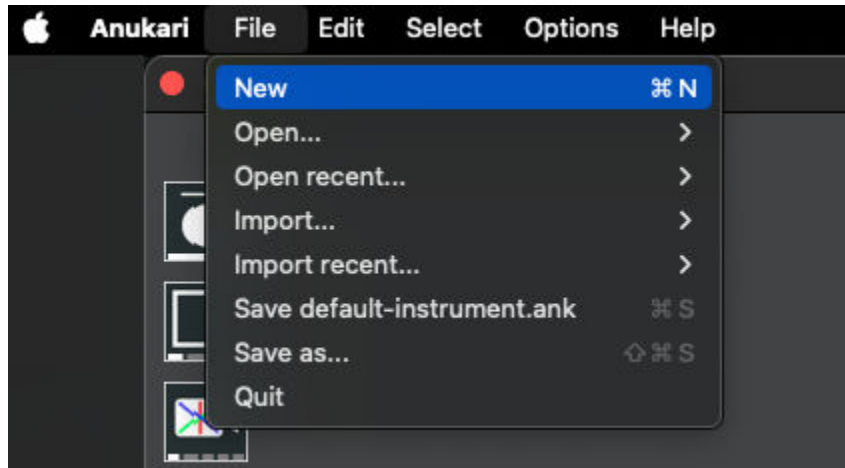 Anukari File Edit Select Options Help
New ⌘ N
Open... >
Open recent... >
Import... >
Import recent... >
Save default-instrument.ank ⌘ S
Save as... ⇧ ⌘ S
Quit